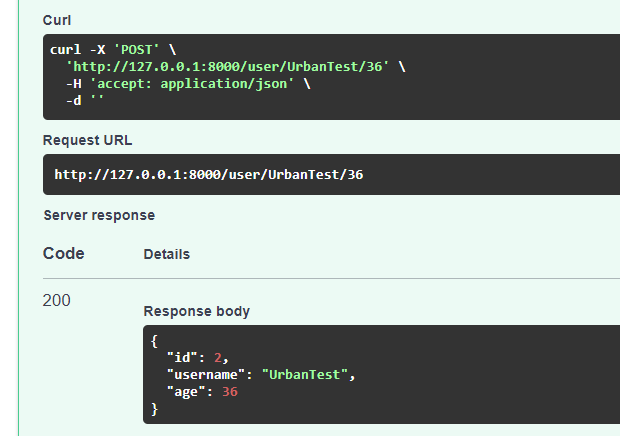 Curl
curl -X 'POST' \
  'http://127.0.0.1:8000/user/UrbanTest/36' \
  -H 'accept: application/json' \
  -d ''
Request URL
http://127.0.0.1:8000/user/UrbanTest/36
Server response
Code Details
200
Response body
{
  "id": 2,
  "username": "UrbanTest",
  "age": 36
}